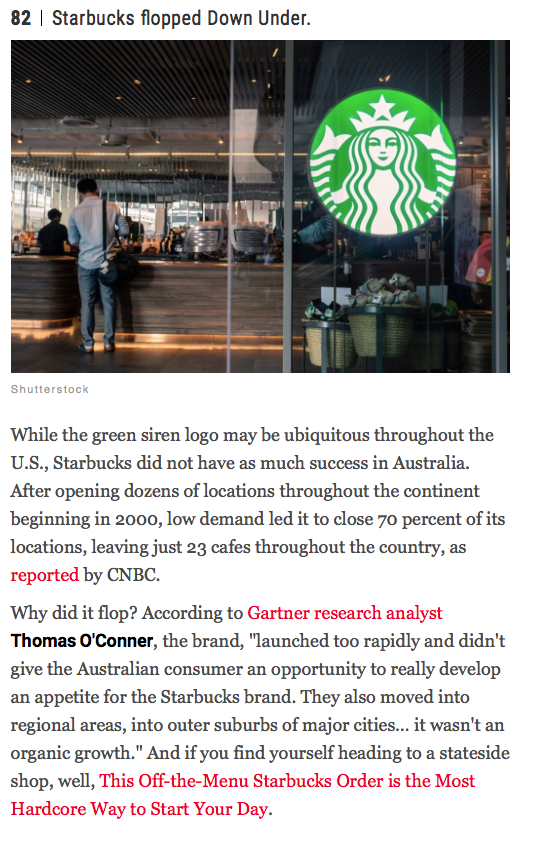 82 | Starbucks flopped Down Under.
Shutterstock
While the green siren logo may be ubiquitous throughout the
U.S., Starbucks did not have as much success in Australia.
After opening dozens of locations throughout the continent
beginning in 2000, low demand led it to close 70 percent of its
locations, leaving just 23 cafes throughout the country, as
reported by CNBC.
Why did it flop? According to Gartner research analyst
Thomas O'Conner, the brand, "launched too rapidly and didn't
give the Australian consumer an opportunity to really develop
an appetite for the Starbucks brand. They also moved into
regional areas, into outer suburbs of major cities... it wasn't an
organic growth." And if you find yourself heading to a stateside
shop, well, This Off-the-Menu Starbucks Order is the Most
Hardcore Way to Start Your Day.